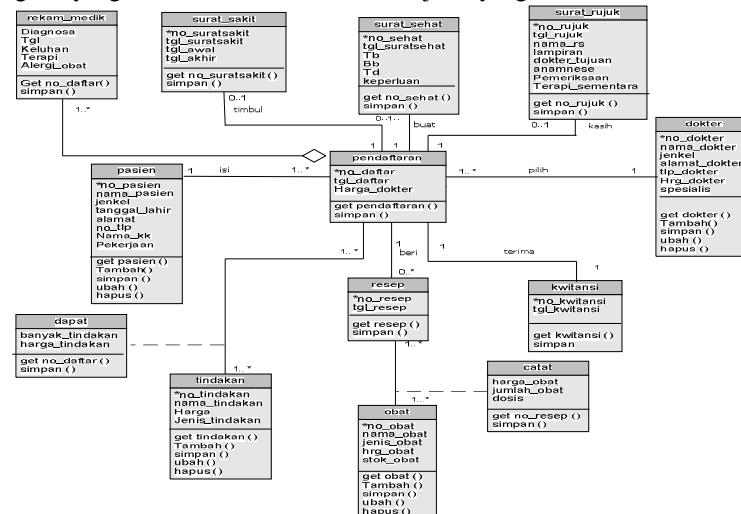 rekam_medik
Diagnosa
Tgl
Keluhan
Terapi
Alergi_obat
Get no_daftar()
simpan ()
1..*
surat_sakit
*no_suratsakit
tgl_suratsakit
tgl_awal
tgl_akhir
get no_suratsakit()
simpan ()
0..1
timbul
1
surat_sehat
*no_sehat
tgl_suratsehat
Tb
Bb
Td
keperluan
get no_sehat ()
simpan ()
0..1..
buat
1
surat_rujuk
*no_rujuk
tgl_rujuk
nama_rs
lampiran
dokter_tujuan
anamnese
Pemeriksaan
Terapi_sementara
get no_rujuk ()
simpan ()
0..1
kasih
1
dokter
*no_dokter
nama_dokter
jenkel
alamat_dokter
tlp_dokter
Hrg_dokter
spesialis
get dokter ()
Tambah()
simpan ()
ubah ()
hapus ()
pendaftaran
*no_daftar
tgl_daftar
Harga_dokter
get pendaftaran ()
simpan ()
1..*
pilih
1
pasien
*no_pasien
nama_pasien
jenkel
tanggal_lahir
alamat
no_tlp
Nama_kk
Pekerjaan
get pasien ()
Tambah()
simpan ()
ubah ()
hapus ()
1
isi
1..*
1..*
1
beri
0..*
1
terima
1
resep
*no_resep
tgl_resep
get resep ()
simpan ()
1..*
kwitansi
*no_kwitansi
tgl_kwitansi
get kwitansi ()
simpan
dapat
banyak_tindakan
harga_tindakan
get no_daftar ()
simpan ()
1..*
tindakan
*no_tindakan
nama_tindakan
Harga
Jenis_tindakan
get tindakan ()
Tambah ()
simpan ()
ubah ()
hapus ()
catat
harga_obat
jumlah_obat
dosis
get no_resep ()
simpan ()
1..*
obat
*no_obat
nama_obat
jenis_obat
hrg_obat
stok_obat
get obat ()
Tambah ()
simpan ()
ubah ()
hapus ()